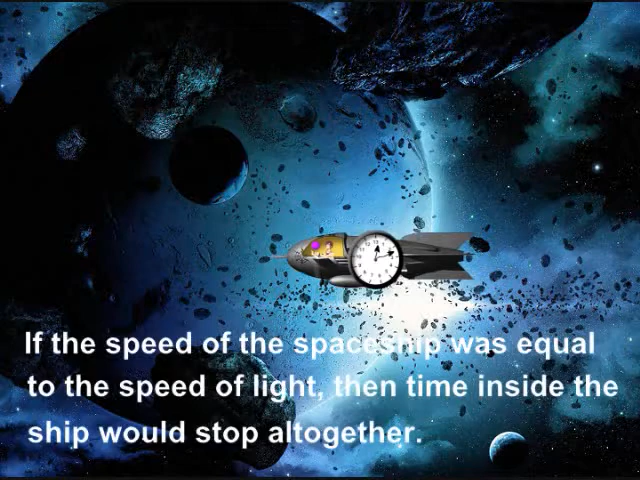 If the speed of the spaceship was equal
to the speed of light, then time inside the
ship would stop altogether.